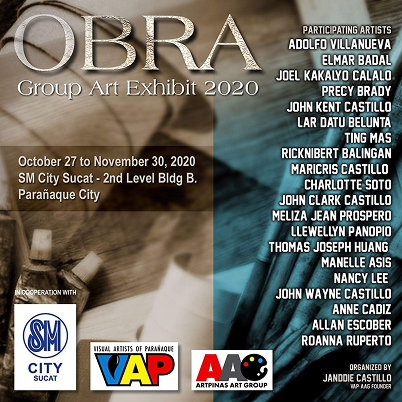 OBRA
Group Art Exhibit 2020
October 27 to November 30, 2020
SM City Sucat - 2nd Level Bldg B.
Parañaque City
IN COOPERATION WITH
SM
CITY
SUCAT
VISUAL ARTISTS OF PARAÑAQUE
VAP
AAG
ARTPINAS ART GROUP
PARTICIPATING ARTISTS
ADOLFO VILLANUEVA
ELMAR BADAL
JOEL KAKALYO CALALO
PRECY BRADY
JOHN KENT CASTILLO
LAR DATU BELUNTA
TING MAS
RICKNIBERT BALINGAN
MARICRIS CASTILLO
CHARLOTTE SOTO
JOHN CLARK CASTILLO
MELIZA JEAN PROSPERO
LLEWELLYN PANOPIO
THOMAS JOSEPH HUANG
MANELLE ASIS
NANCY LEE
JOHN WAYNE CASTILLO
ANNE CADIZ
ALLAN ESCOBER
ROANNA RUPERTO
ORGANIZED BY
JANDDIE CASTILLO
VAP-AAG FOUNDER